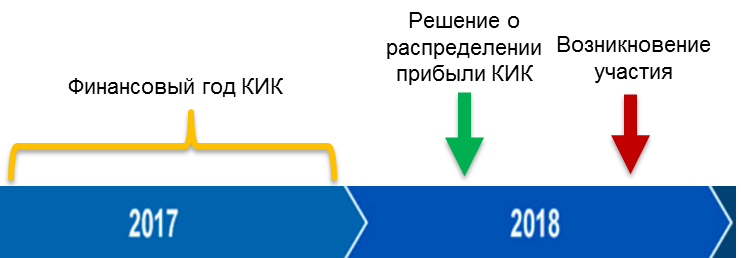 Финансовый год КИК
Решение о
распределении
прибыли КИК
Возникновение
участия
2017
2018